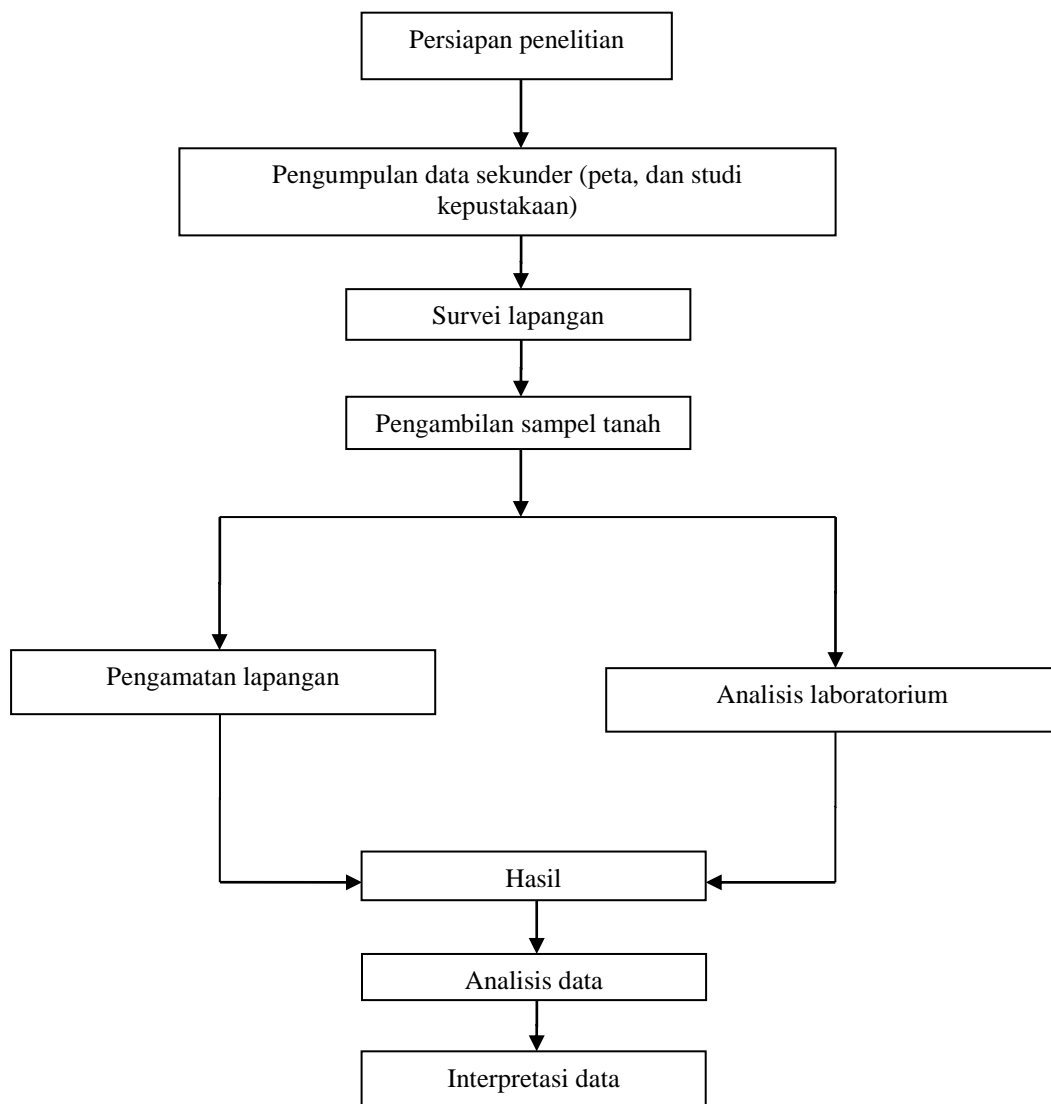 Persiapan penelitian
Pengumpulan data sekunder (peta, dan studi
kepustakaan)
Survei lapangan
Pengambilan sampel tanah
Pengamatan lapangan
Analisis laboratorium
Hasil
Analisis data
Interpretasi data